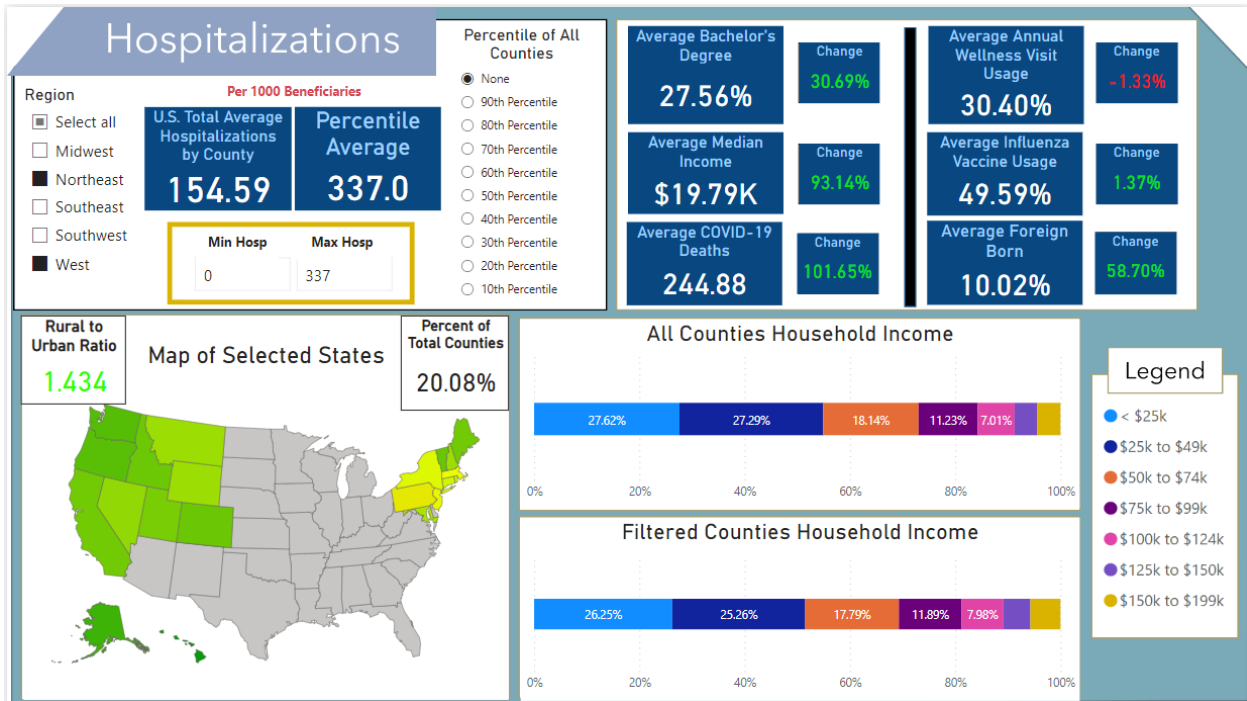 Hospitalizations
Region
Select all
Midwest
Northeast
Southeast
Southwest
West
Per 1000 Beneficiaries
U.S. Total Average
Hospitalizations
by County
154.59
Percentile
Average
337.0
Min Hosp
Max Hosp
0
337
Percentile of All
Counties
None
90th Percentile
80th Percentile
70th Percentile
60th Percentile
50th Percentile
40th Percentile
30th Percentile
20th Percentile
10th Percentile
Average Bachelor's
Degree
27.56%
Change
30.69%
Average Median
Income
$19.79K
Change
93.14%
Average COVID-19
Deaths
244.88
Change
101.65%
Average Annual
Wellness Visit
Usage
30.40%
Change
-1.33%
Average Influenza
Vaccine Usage
49.59%
Change
1.37%
Average Foreign
Born
10.02%
Change
58.70%
Rural to
Urban Ratio
1.434
Map of Selected States
Percent of
Total Counties
20.08%
All Counties Household Income
27.62% 27.29% 18.14% 11.23% 7.01%
0% 20% 40% 60% 80% 100%
Filtered Counties Household Income
26.25% 25.26% 17.79% 11.89% 7.98%
0% 20% 40% 60% 80% 100%
Legend
< $25k
$25k to $49k
$50k to $74k
$75k to $99k
$100k to $124k
$125k to $150k
$150k to $199k